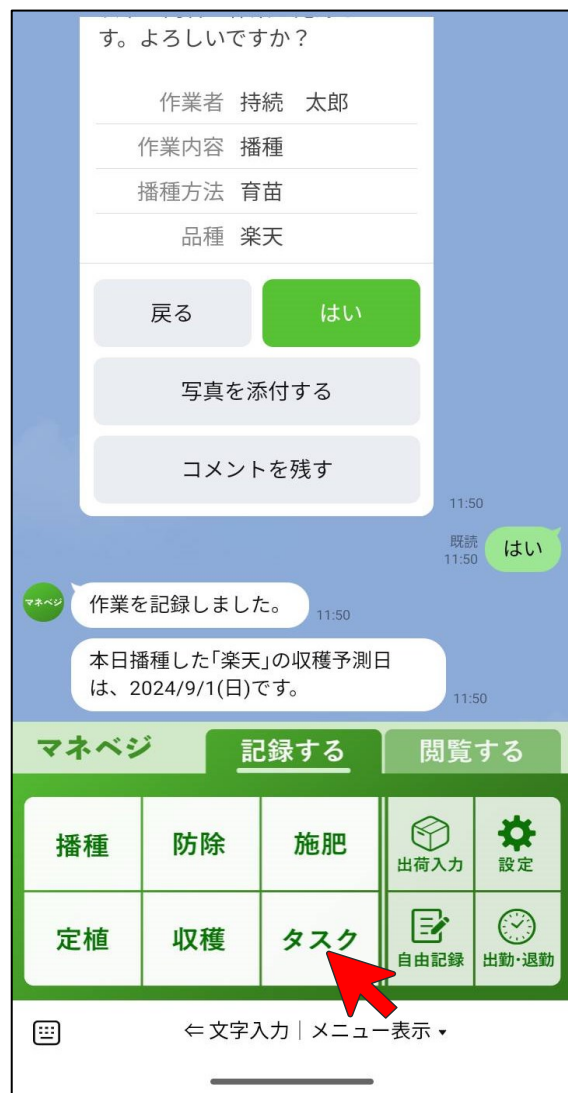 す。よろしいですか？
作業者 持続　太郎
作業内容 播種
播種方法 育苗
品種 楽天
戻る はい
写真を添付する
コメントを残す
11:50
既読
11:50
はい
マネベジ
作業を記録しました。
11:50
本日播種した「楽天」の収穫予測日
は、2024/9/1(日)です。
11:50
マネベジ 記録する 閲覧する
播種 防除 施肥 出荷入力 設定
定植 収穫 タスク 自由記録 出勤・退勤
⇐ 文字入力｜メニュー表示 ▾